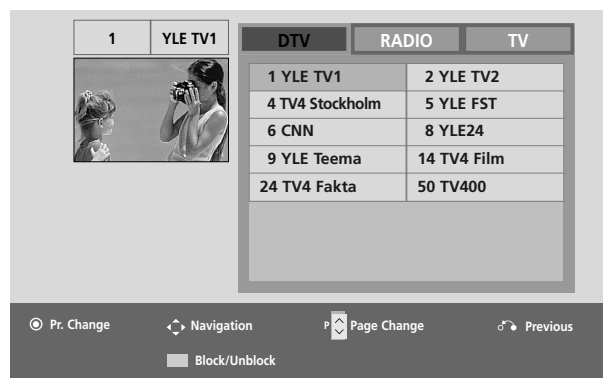 1 YLE TV1
DTV RADIO TV
1 YLE TV1 2 YLE TV2
4 TV4 Stockholm 5 YLE FST
6 CNN 8 YLE24
9 YLE Teema 14 TV4 Film
24 TV4 Fakta 50 TV400
Pr. Change Navigation P Page Change Previous
Block/Unblock